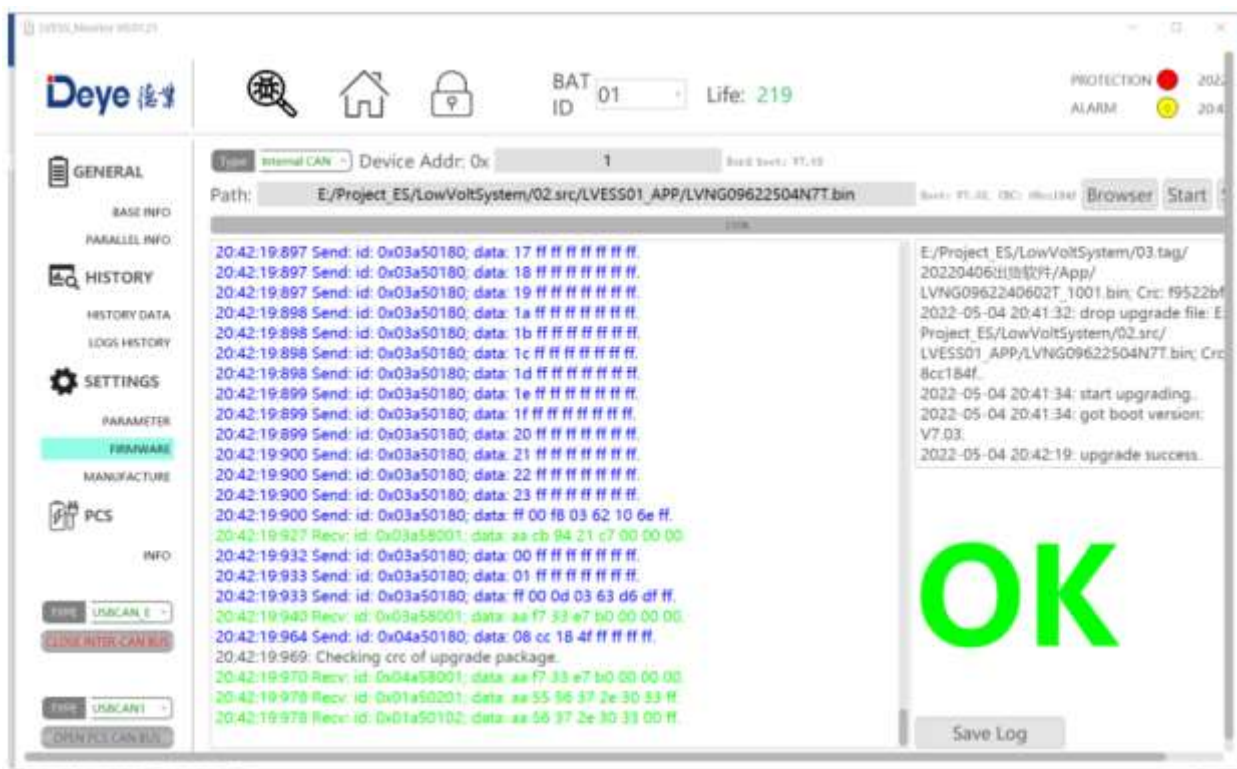 LVESS_Monitor
Deye 德业
BAT ID 01
Life: 219
PROTECTION
2022
ALARM
20:4
Type Internal CAN Device Addr: 0x 1
Path: E:/Project_ES/LowVoltSystem/02.src/LVESS01_APP/LVNG09622504N7T.bin
Browser Start S
100%
GENERAL
BASE INFO
PARALLEL INFO
HISTORY
HISTORY DATA
LOGS HISTORY
SETTINGS
PARAMETER
FIRMWARE
MANUFACTURE
PCS
INFO
TYPE USBCAN_E
CLOSE INTER-CAN BUS
TYPE USBCAN1
OPEN PCS CAN BUS
20:42:19:897 Send: id: 0x03a50180; data: 17 ff ff ff ff ff ff ff.
20:42:19:897 Send: id: 0x03a50180; data: 18 ff ff ff ff ff ff ff.
20:42:19:897 Send: id: 0x03a50180; data: 19 ff ff ff ff ff ff ff.
20:42:19:898 Send: id: 0x03a50180; data: 1a ff ff ff ff ff ff ff.
20:42:19:898 Send: id: 0x03a50180; data: 1b ff ff ff ff ff ff ff.
20:42:19:898 Send: id: 0x03a50180; data: 1c ff ff ff ff ff ff ff.
20:42:19:898 Send: id: 0x03a50180; data: 1d ff ff ff ff ff ff ff.
20:42:19:899 Send: id: 0x03a50180; data: 1e ff ff ff ff ff ff ff.
20:42:19:899 Send: id: 0x03a50180; data: 1f ff ff ff ff ff ff ff.
20:42:19:899 Send: id: 0x03a50180; data: 20 ff ff ff ff ff ff ff.
20:42:19:900 Send: id: 0x03a50180; data: 21 ff ff ff ff ff ff ff.
20:42:19:900 Send: id: 0x03a50180; data: 22 ff ff ff ff ff ff ff.
20:42:19:900 Send: id: 0x03a50180; data: 23 ff ff ff ff ff ff ff.
20:42:19:900 Send: id: 0x03a50180; data: ff 00 f8 03 62 10 6e ff.
20:42:19:927 Recv: id: 0x03a58001; data: aa cb 94 21 c7 00 00 00.
20:42:19:932 Send: id: 0x03a50180; data: 00 ff ff ff ff ff ff ff.
20:42:19:933 Send: id: 0x03a50180; data: 01 ff ff ff ff ff ff ff.
20:42:19:933 Send: id: 0x03a50180; data: ff 00 0d 03 63 d6 df ff.
20:42:19:940 Recv: id: 0x03a58001; data: aa f7 33 e7 b0 00 00 00.
20:42:19:964 Send: id: 0x04a50180; data: 08 cc 18 4f ff ff ff ff.
20:42:19:969: Checking crc of upgrade package.
20:42:19:970 Recv: id: 0x04a58001; data: aa f7 33 e7 b0 00 00 00.
20:42:19:978 Recv: id: 0x01a50201; data: aa 55 56 37 2e 30 33 ff.
20:42:19:978 Recv: id: 0x01a50102; data: aa 56 37 2e 30 33 00 ff.
E:/Project_ES/LowVoltSystem/03.tag/
20220406出货软件/App/
LVNG0962240602T_1001.bin; Crc: f9522bf
2022-05-04 20:41:32: drop upgrade file: E:
Project_ES/LowVoltSystem/02.src/
LVESS01_APP/LVNG09622504N7T.bin; Crc
8cc184f.
2022-05-04 20:41:34: start upgrading..
2022-05-04 20:41:34: got boot version:
V7.03.
2022-05-04 20:42:19: upgrade success.
OK
Save Log